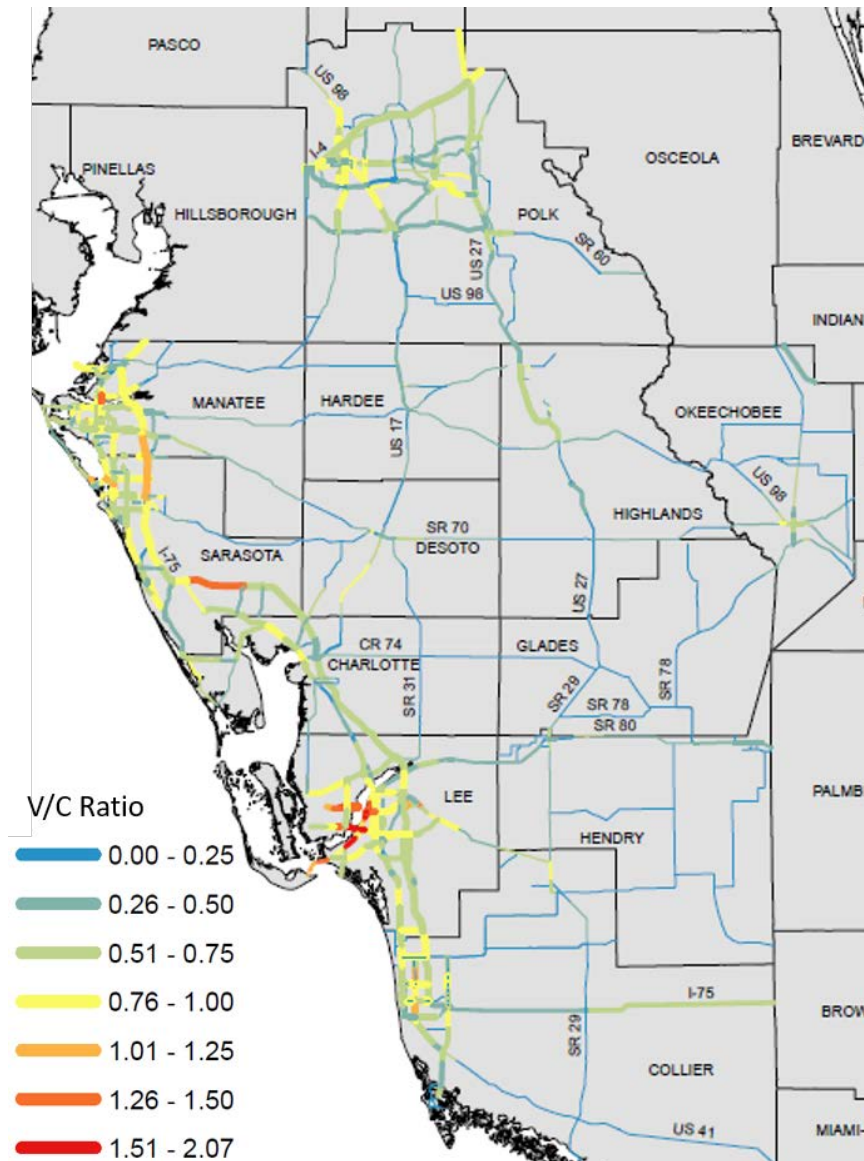 PASCO
US 98
OSCEOLA
BREVARD
PINELLAS
I-4
HILLSBOROUGH
POLK
US 27
SR 60
US 98
INDIAN
MANATEE
HARDEE
OKEECHOBEE
US 17
US 98
HIGHLANDS
SR 70
DESOTO
I-75
SARASOTA
US 27
CR 74
CHARLOTTE
GLADES
SR 31
SR 29
SR 78
SR 78
SR 80
LEE
PALMB
HENDRY
V/C Ratio
0.00 - 0.25
0.26 - 0.50
0.51 - 0.75
0.76 - 1.00
1.01 - 1.25
1.26 - 1.50
1.51 - 2.07
I-75
SR 29
BROW
COLLIER
US 41
MIAMI-